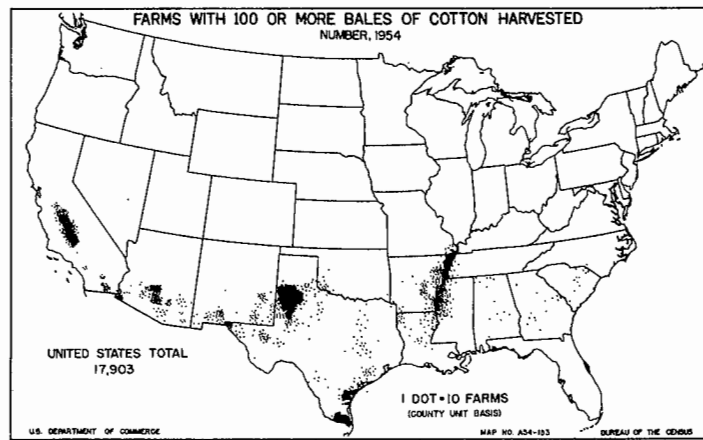 FARMS WITH 100 OR MORE BALES OF COTTON HARVESTED
NUMBER, 1954
UNITED STATES TOTAL
17,903
1 DOT=10 FARMS
(COUNTY UNIT BASIS)
U.S. DEPARTMENT OF COMMERCE
MAP NO. A54-193
BUREAU OF THE CENSUS